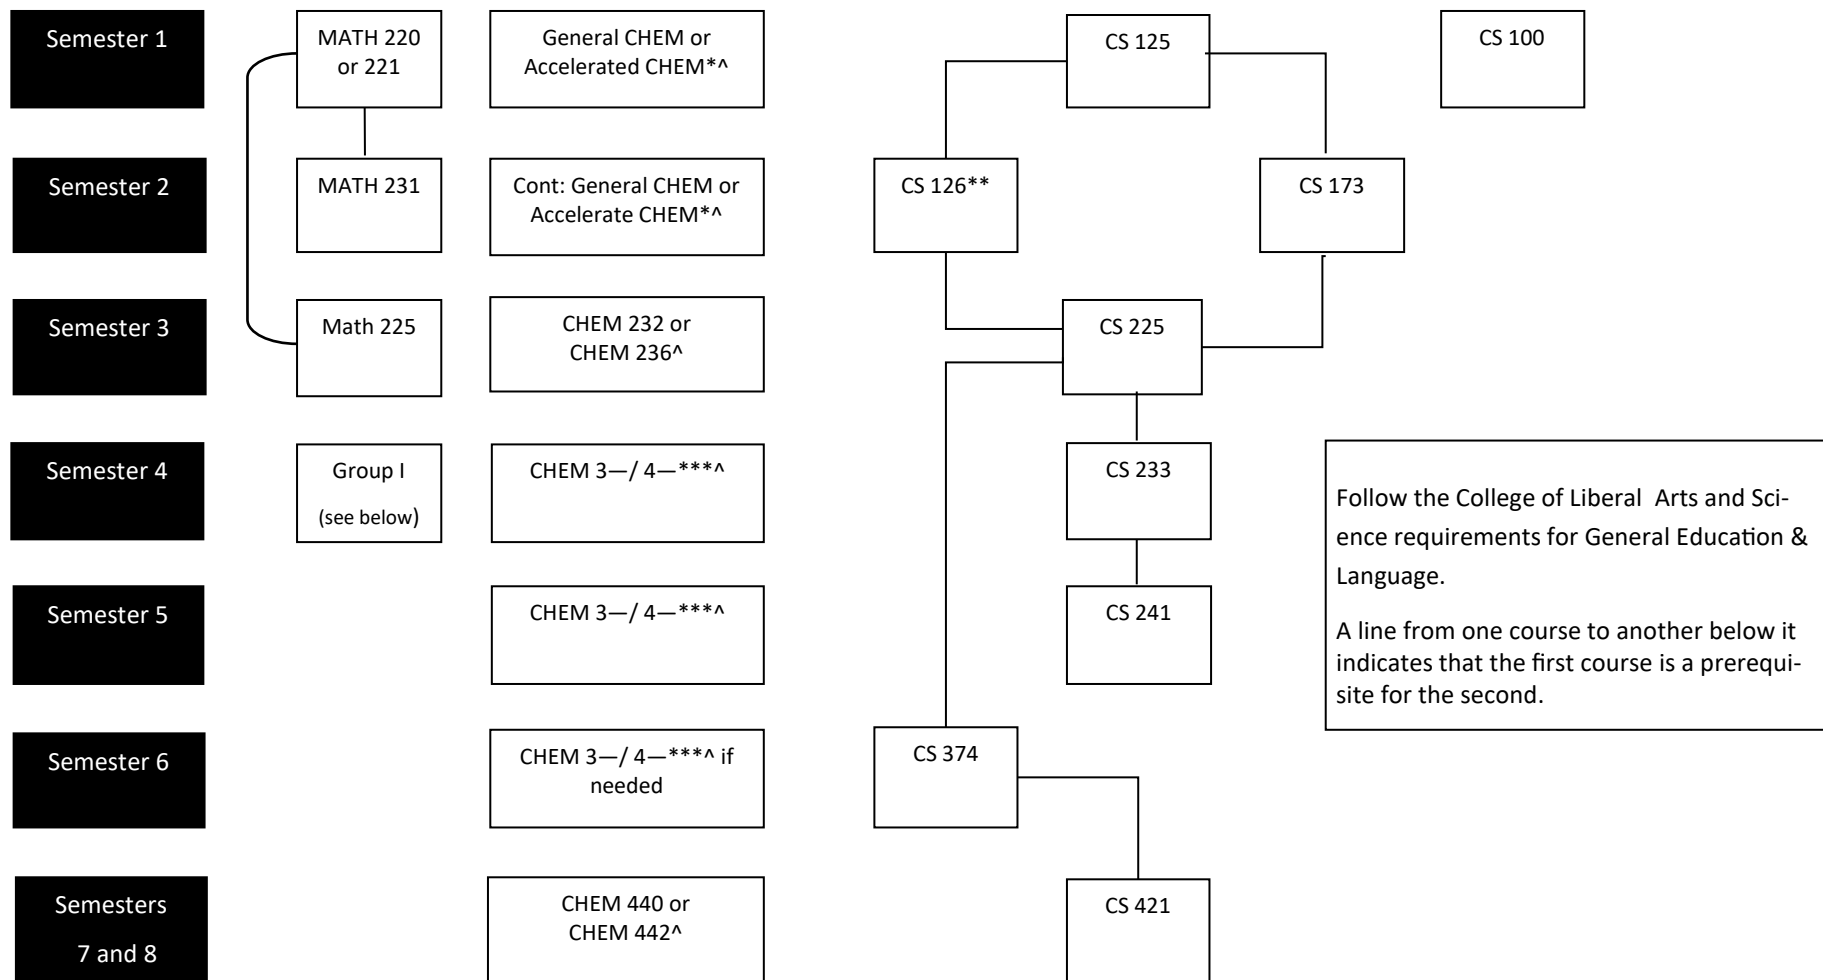 Semester 1
MATH 220
or 221
General CHEM or
Accelerated CHEM*^
CS 125
CS 100
Semester 2
MATH 231
Cont: General CHEM or
Accelerate CHEM*^
CS 126**
CS 173
Semester 3
Math 225
CHEM 232 or
CHEM 236^
CS 225
Semester 4
Group I
(see below)
CHEM 3—/ 4—***^
CS 233
Follow the College of Liberal Arts and Sci-
ence requirements for General Education &
Language.
A line from one course to another below it
indicates that the first course is a prerequi-
site for the second.
Semester 5
CHEM 3—/ 4—***^
CS 241
Semester 6
CHEM 3—/ 4—***^ if
needed
CS 374
Semesters
7 and 8
CHEM 440 or
CHEM 442^
CS 421